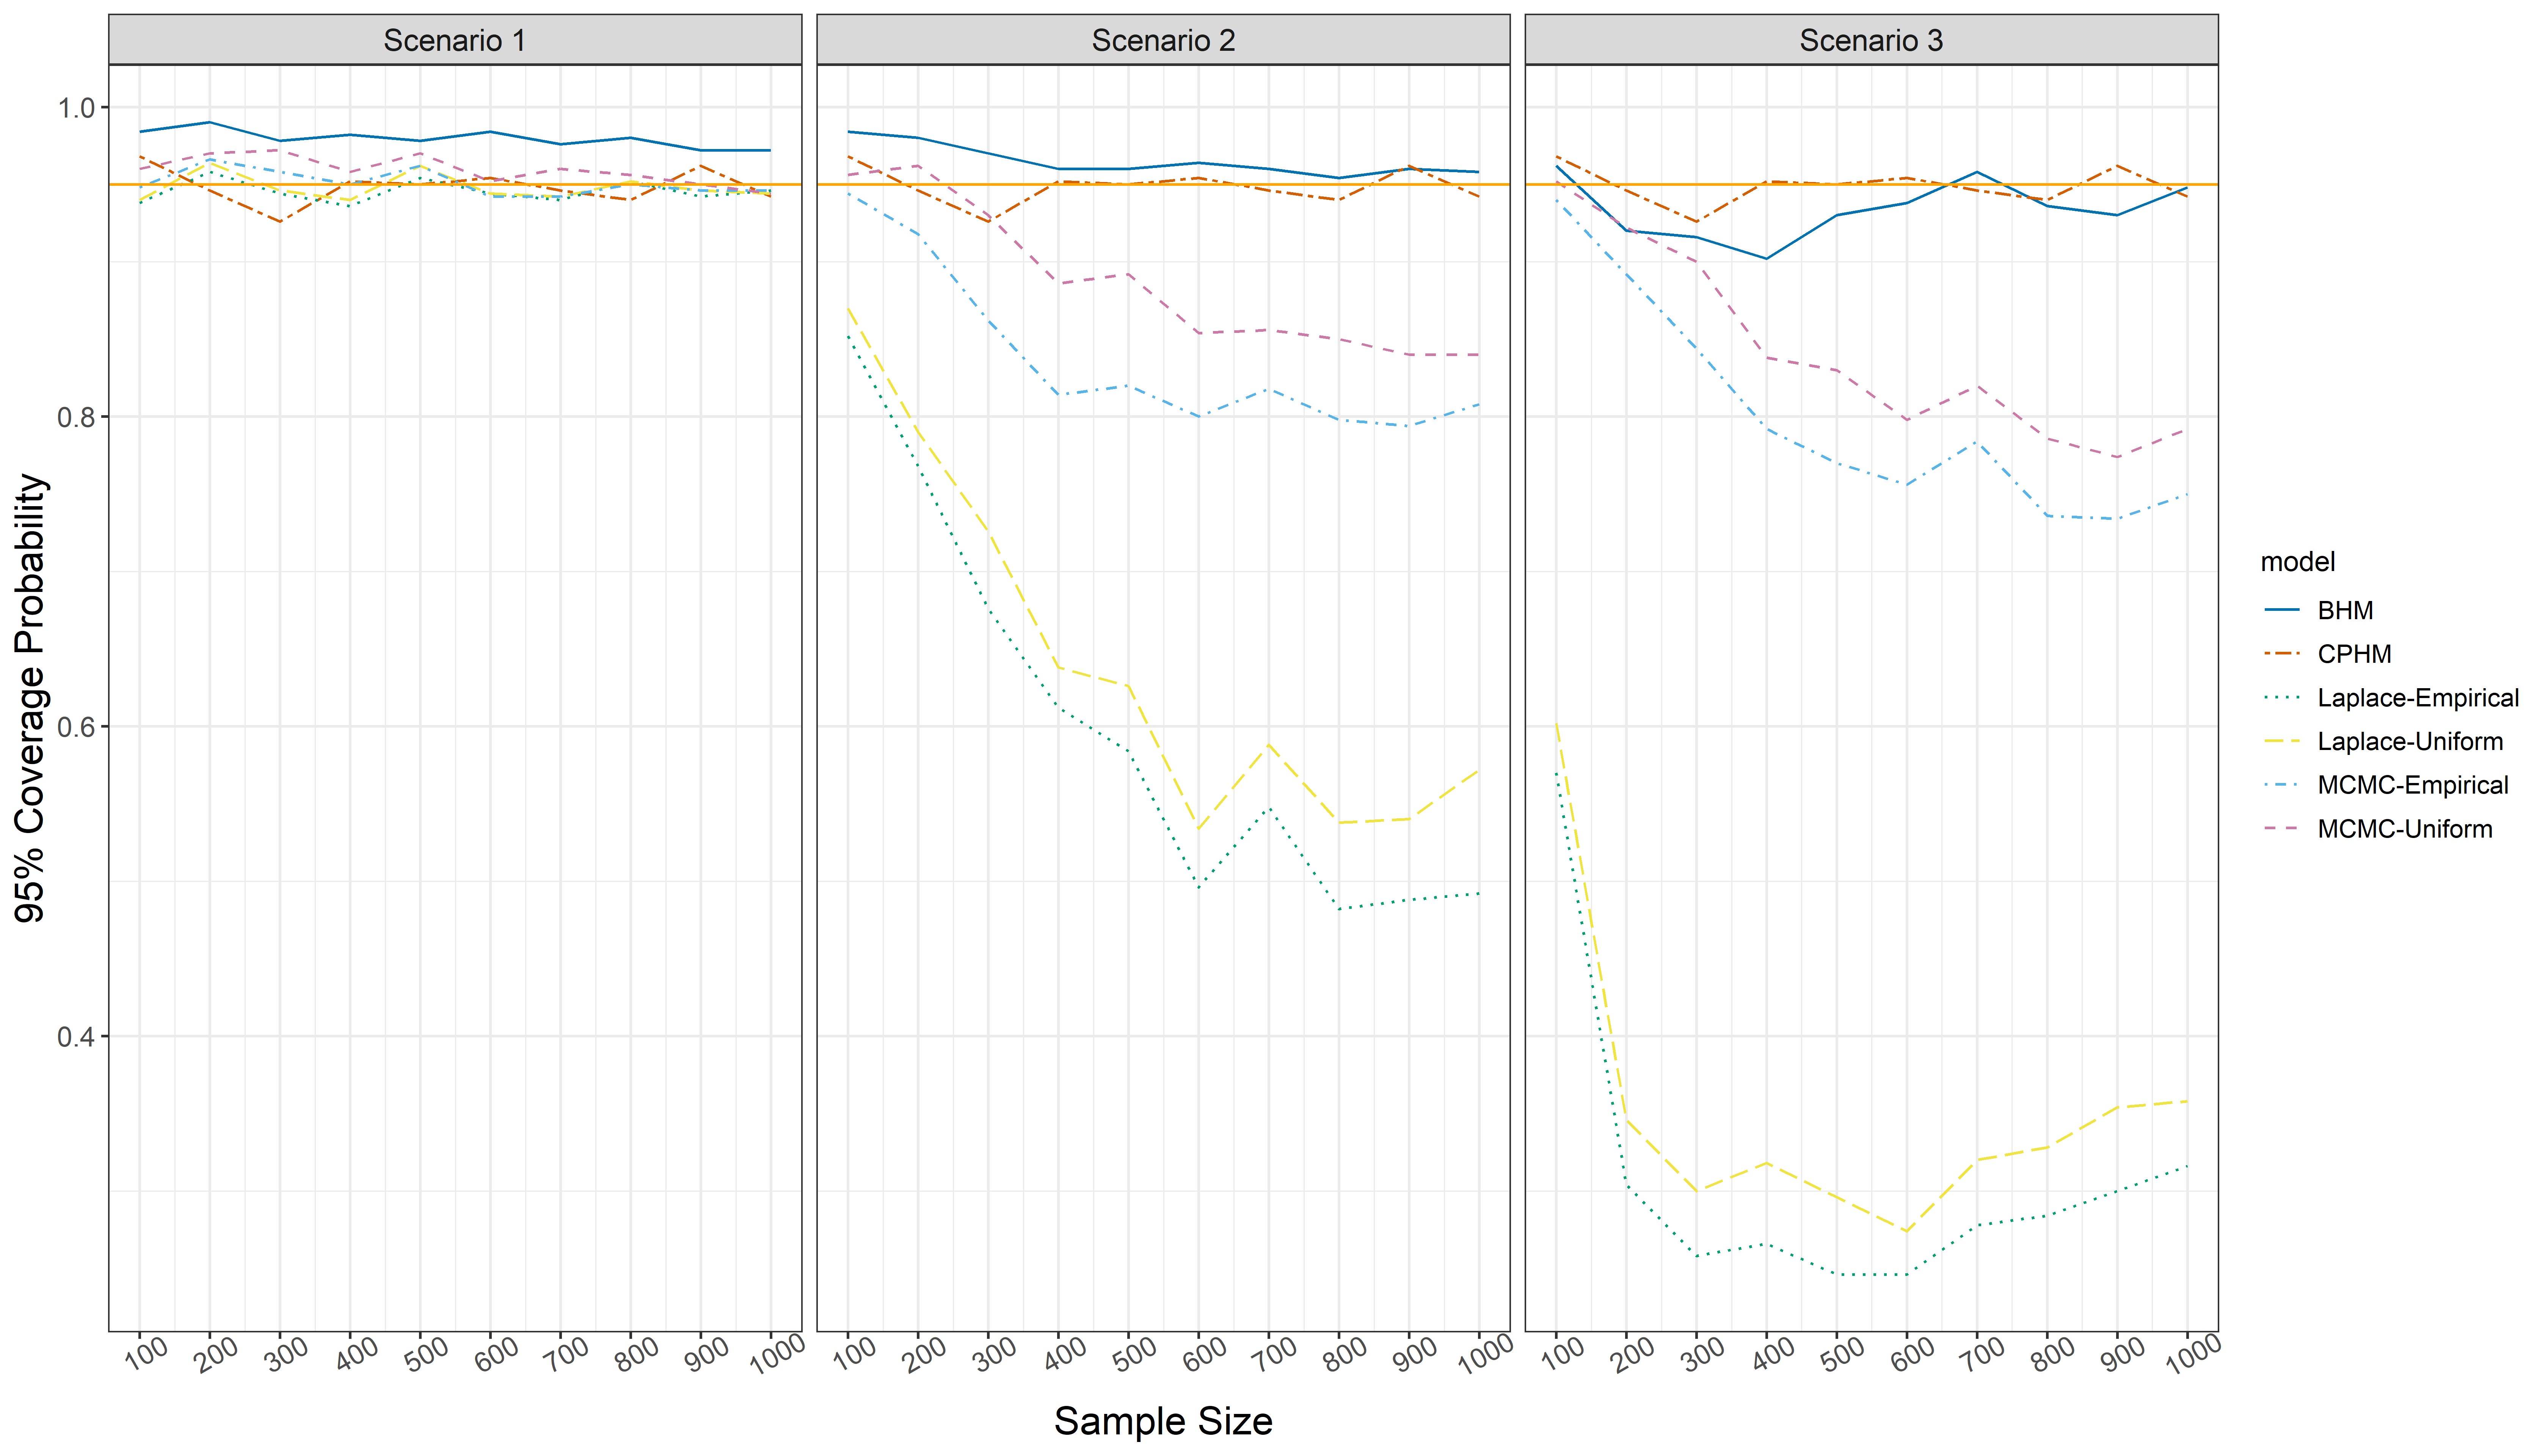 Scenario 1
Scenario 2
Scenario 3
95% Coverage Probability
1.0
0.8
0.6
0.4
100 200 300 400 500 600 700 800 900 1000
100 200 300 400 500 600 700 800 900 1000
100 200 300 400 500 600 700 800 900 1000
Sample Size
model
BHM
CPHM
Laplace-Empirical
Laplace-Uniform
MCMC-Empirical
MCMC-Uniform